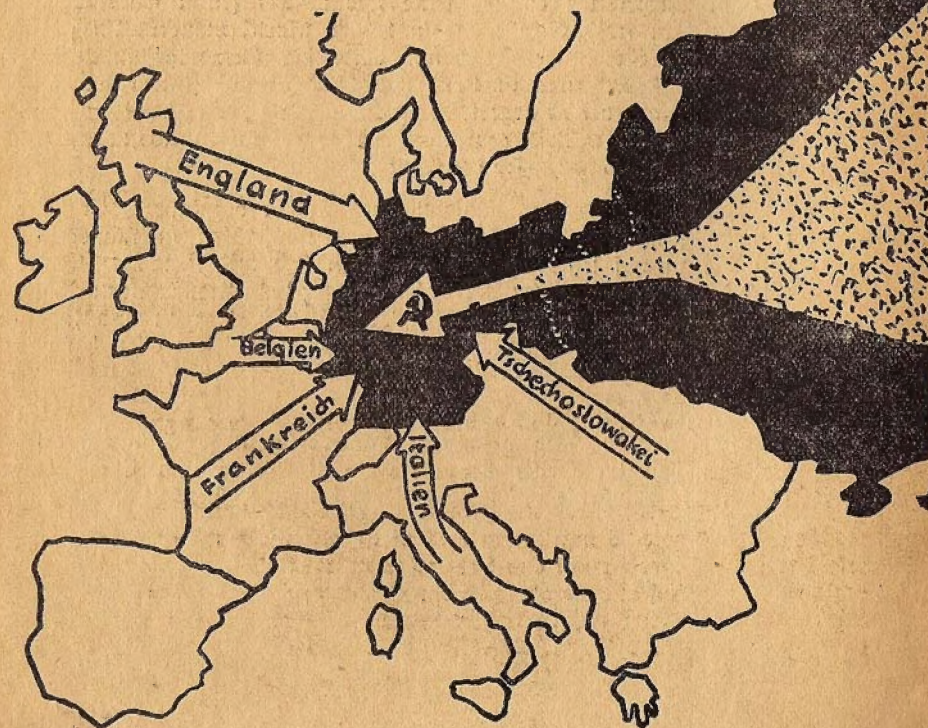 England
Belgien
Frankreich
Italien
Tschechoslowakei